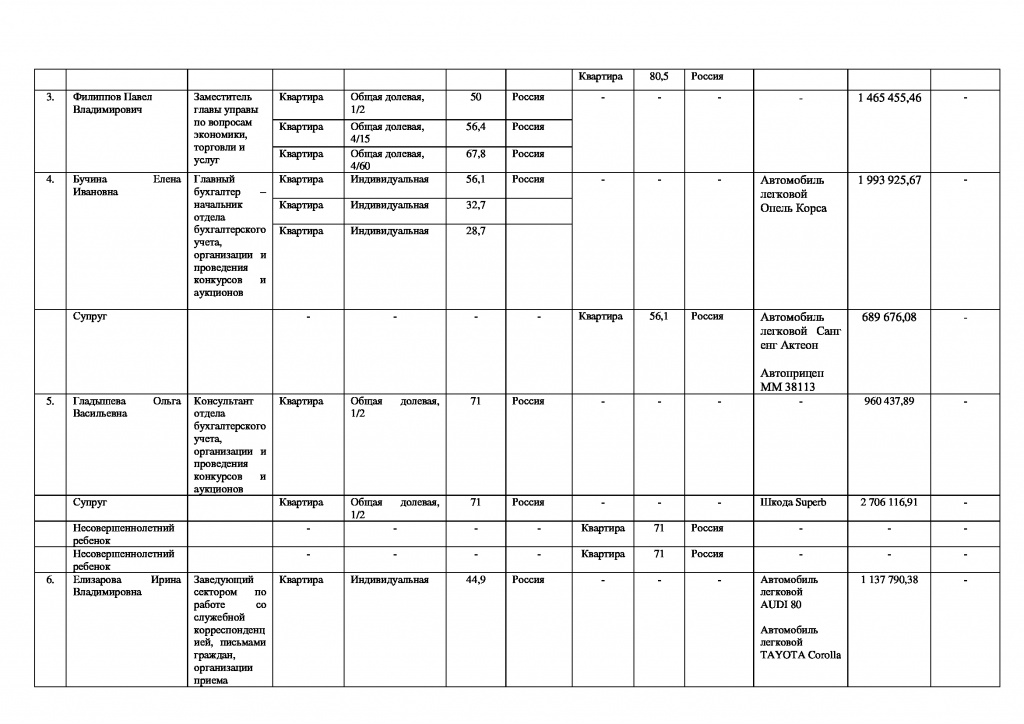 Квартира 80,5 Россия
3. Филиппов Павел Владимирович Заместитель главы управы по вопросам экономики, торговли и услуг Квартира Общая долевая, 1/2 50 Россия - - - - 1 465 455,46 -
Квартира Общая долевая, 4/15 56,4 Россия
Квартира Общая долевая, 4/60 67,8 Россия
4. Бучина Елена Ивановна Главный бухгалтер – начальник отдела бухгалтерского учета, организации и проведения конкурсов и аукционов Квартира Индивидуальная 56,1 Россия - - - Автомобиль легковой Опель Корса 1 993 925,67 -
Квартира Индивидуальная 32,7
Квартира Индивидуальная 28,7
Супруг - - - - Квартира 56,1 Россия Автомобиль легковой Санг енг Актеон Автоприцеп ММ 38113 689 676,08 -
5. Гладышева Ольга Васильевна Консультант отдела бухгалтерского учета, организации и проведения конкурсов и аукционов Квартира Общая долевая, 1/2 71 Россия - - - - 960 437,89 -
Супруг Квартира Общая долевая, 1/2 71 Россия - - - Шкода Superb 2 706 116,91 -
Несовершеннолетний ребенок - - - - Квартира 71 Россия - - -
Несовершеннолетний ребенок - - - - Квартира 71 Россия - - -
6. Елизарова Ирина Владимировна Заведующий сектором по работе со служебной корреспонденц ией, письмами граждан, организации приема Квартира Индивидуальная 44,9 Россия - - - Автомобиль легковой AUDI 80 Автомобиль легковой TAYOTA Corolla 1 137 790,38 -